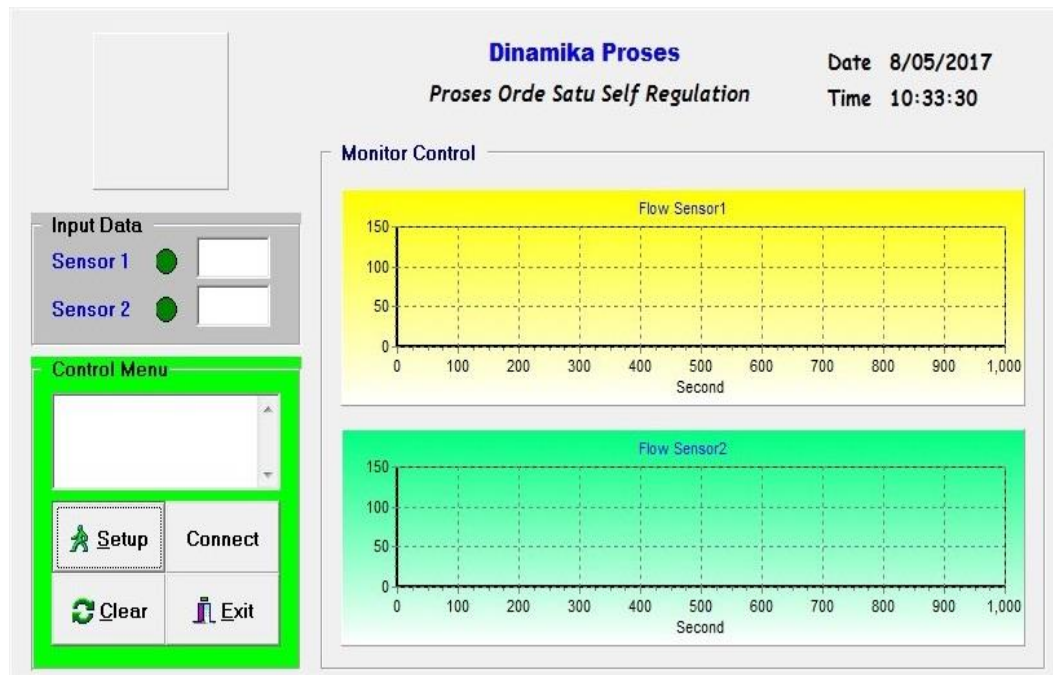 Dinamika Proses
Proses Orde Satu Self Regulation
Date 8/05/2017
Time 10:33:30
Input Data
Sensor 1
Sensor 2
Control Menu
Setup
Connect
Clear
Exit
Monitor Control
Flow Sensor1
150
100
50
0
0 100 200 300 400 500 600 700 800 900 1,000
Second
Flow Sensor2
150
100
50
0
0 100 200 300 400 500 600 700 800 900 1,000
Second